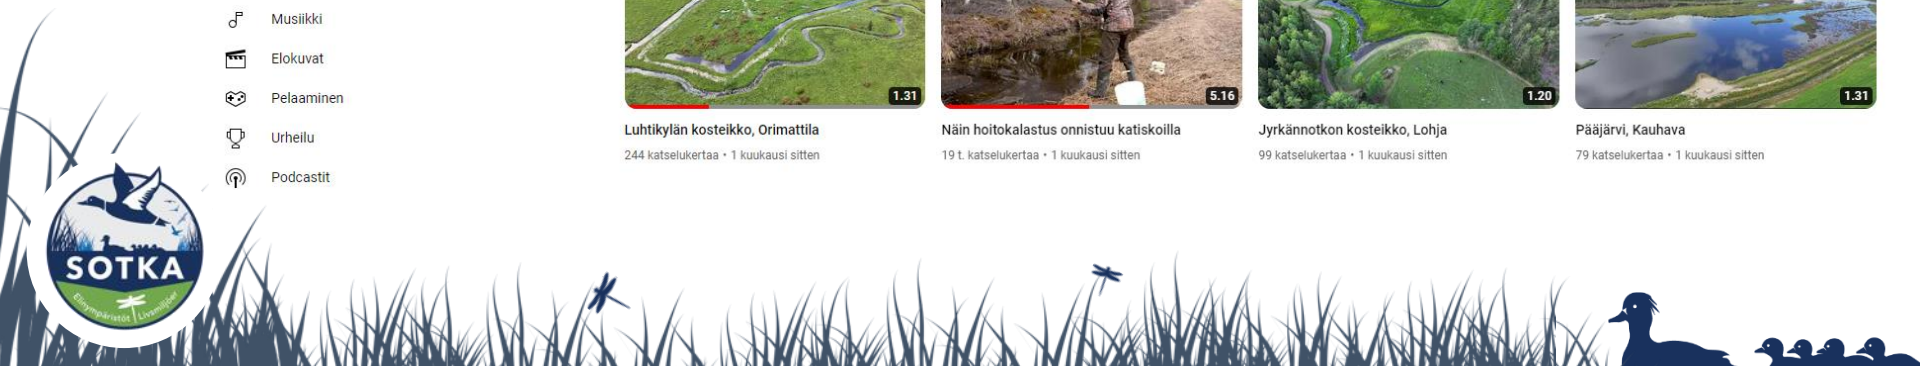 Musiikki
Elokuvat
Pelaaminen
Urheilu
Podcastit
1.31
5.16
1.20
1.31
Luhtikylän kosteikko, Orimattila
244 katselukertaa • 1 kuukausi sitten
Näin hoitokalastus onnistuu katiskoilla
19 t. katselukertaa • 1 kuukausi sitten
Jyrkännotkon kosteikko, Lohja
99 katselukertaa • 1 kuukausi sitten
Pääjärvi, Kauhava
79 katselukertaa • 1 kuukausi sitten
SOTKA
Elinympäristöt Livsmiljöer